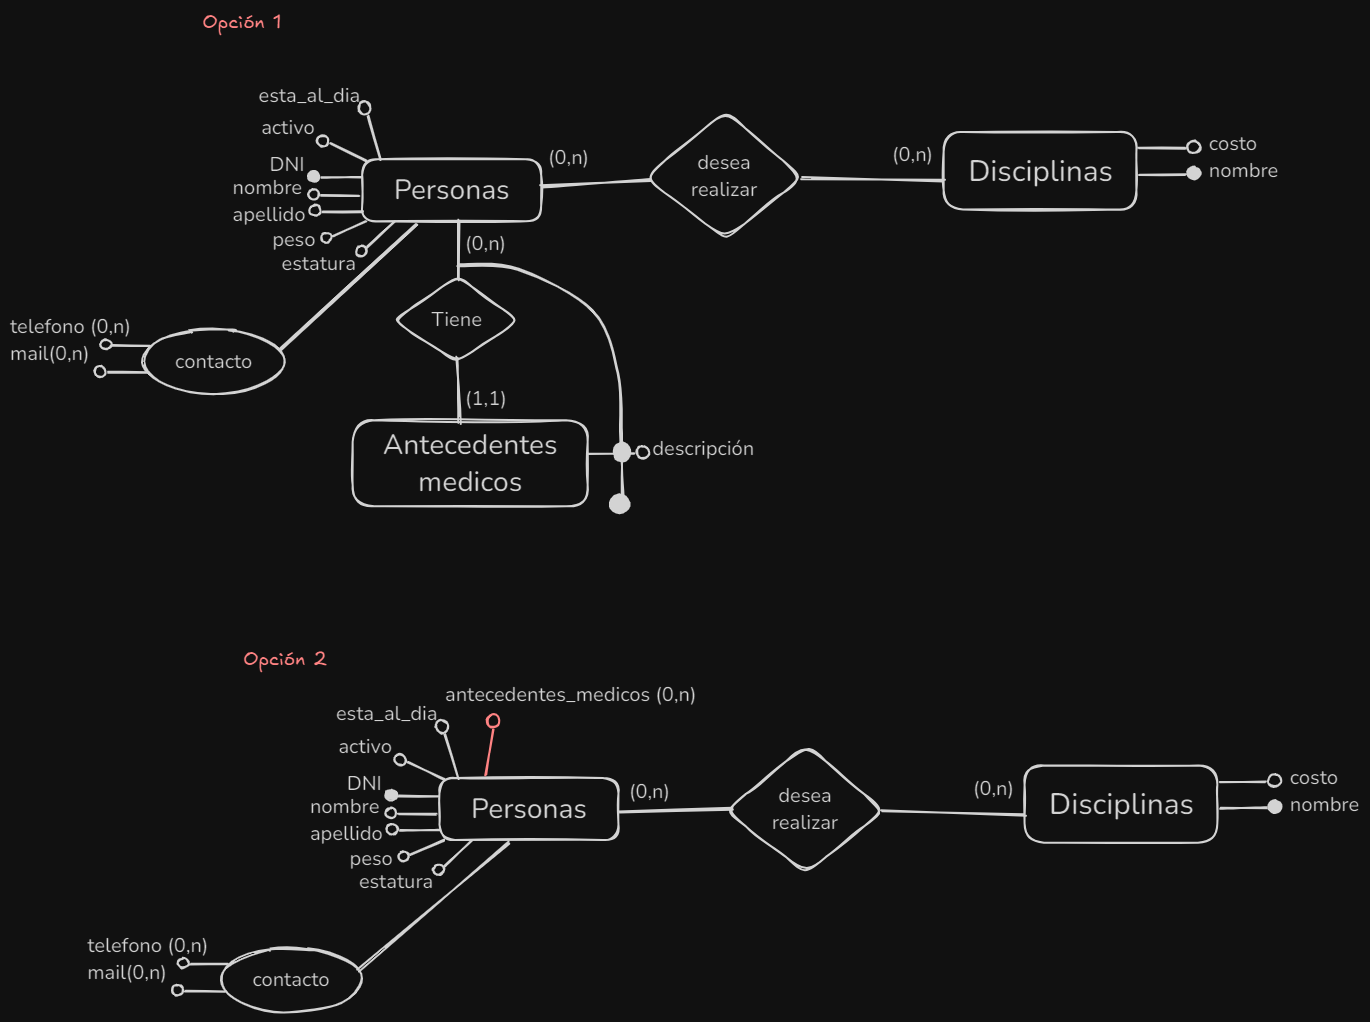 Opción 1
esta_al_dia
activo
DNI
nombre
apellido
peso
estatura
Personas
(0,n)
desea
realizar
(0,n)
Disciplinas
costo
nombre
(0,n)
Tiene
(1,1)
telefono (0,n)
mail(0,n)
contacto
Antecedentes
medicos
descripción
Opción 2
antecedentes_medicos (0,n)
esta_al_dia
activo
DNI
nombre
apellido
peso
estatura
Personas
(0,n)
desea
realizar
(0,n)
Disciplinas
costo
nombre
telefono (0,n)
mail(0,n)
contacto